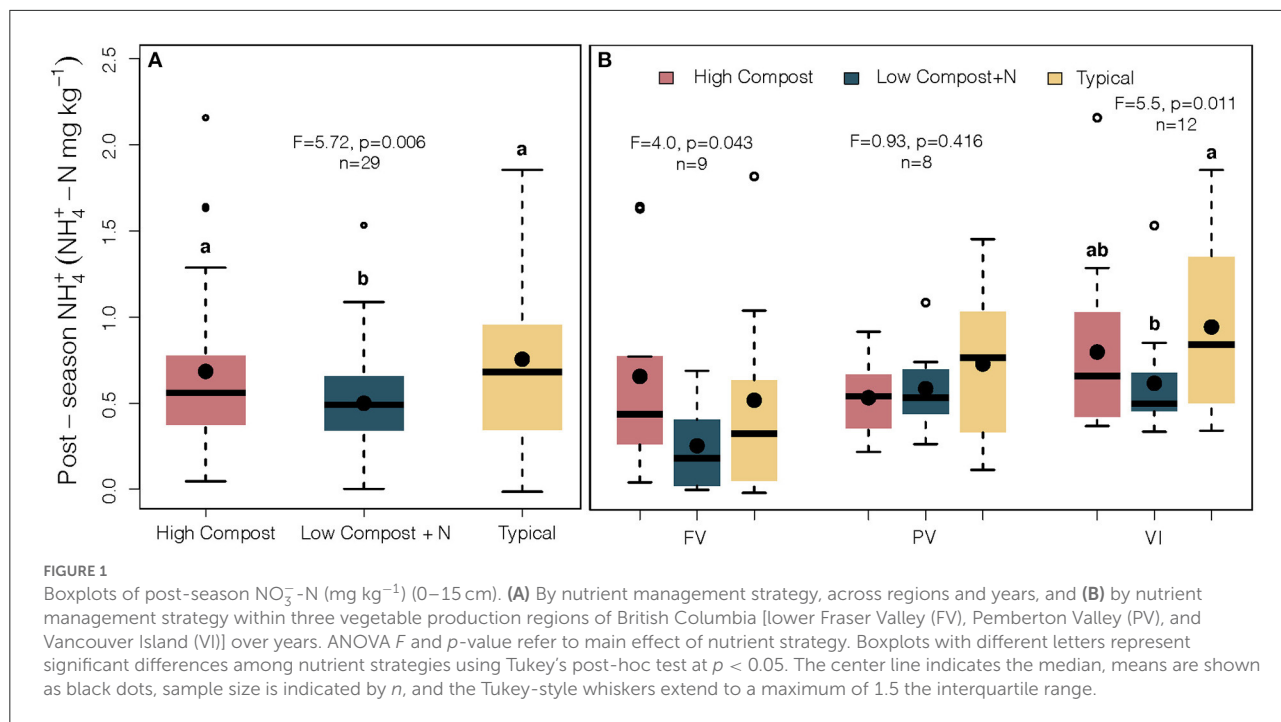 Post−season NH₄⁺ (NH₄⁺−N mg kg⁻¹)
2.5
2.0
1.5
1.0
0.5
0.0
A
F=5.72, p=0.006
n=29
a
b
a
High Compost
Low Compost + N
Typical
B
High Compost
Low Compost+N
Typical
F=4.0, p=0.043
n=9
F=0.93, p=0.416
n=8
F=5.5, p=0.011
n=12
ab
b
a
FV
PV
VI
FIGURE 1
Boxplots of post-season NO₃⁻-N (mg kg⁻¹) (0–15 cm). (A) By nutrient management strategy, across regions and years, and (B) by nutrient
management strategy within three vegetable production regions of British Columbia [lower Fraser Valley (FV), Pemberton Valley (PV), and
Vancouver Island (VI)] over years. ANOVA F and p-value refer to main effect of nutrient strategy. Boxplots with different letters represent
significant differences among nutrient strategies using Tukey's post-hoc test at p < 0.05. The center line indicates the median, means are shown
as black dots, sample size is indicated by n, and the Tukey-style whiskers extend to a maximum of 1.5 the interquartile range.